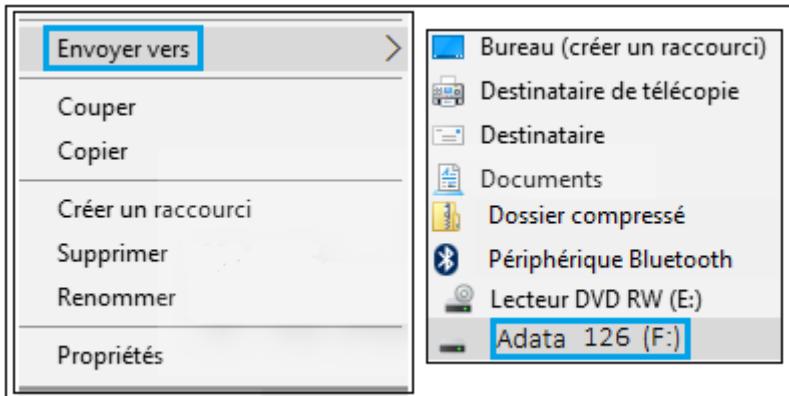 Envoyer vers
Couper
Copier
Créer un raccourci
Supprimer
Renommer
Propriétés
Bureau (créer un raccourci)
Destinataire de télécopie
Destinataire
Documents
Dossier compressé
Périphérique Bluetooth
Lecteur DVD RW (E:)
Adata 126 (F:)